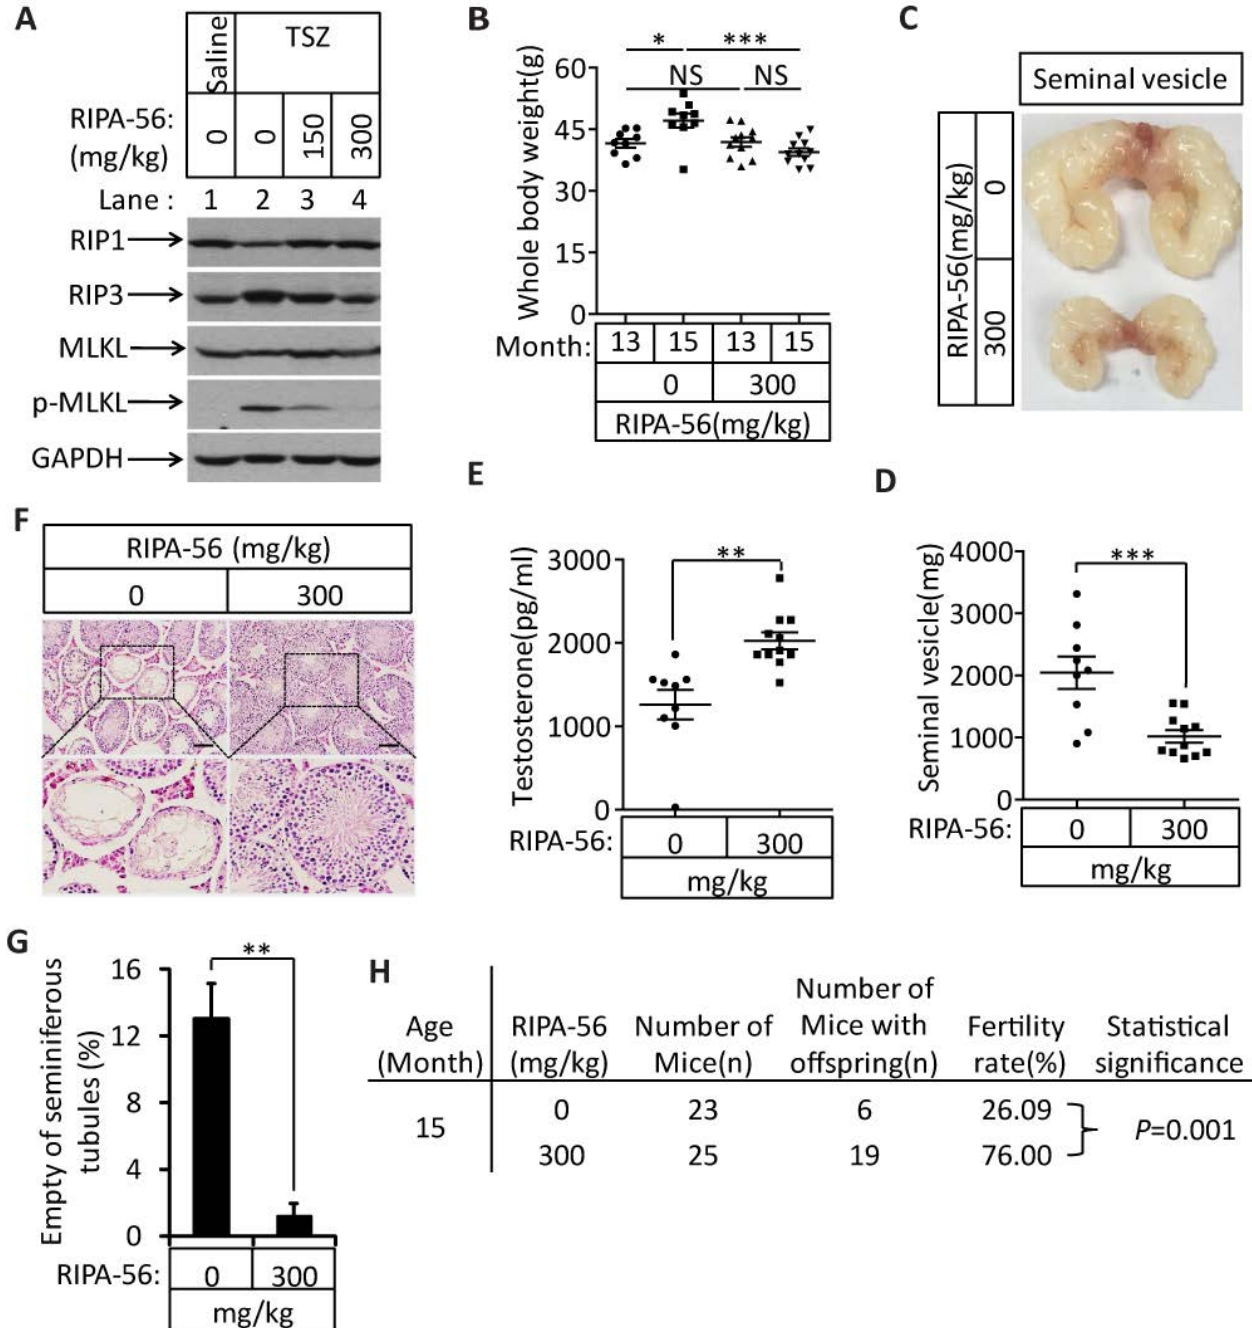 A
Saline
TSZ
RIPA-56:
(mg/kg)
0
0
150
300
Lane :
1
2
3
4
RIP1
RIP3
MLKL
p-MLKL
GAPDH
B
*
***
NS
NS
Whole body weight(g)
60
45
30
15
0
Month:
13
15
13
15
0
300
RIPA-56(mg/kg)
C
Seminal vesicle
RIPA-56(mg/kg)
0
300
F
RIPA-56 (mg/kg)
0
300
E
**
Testosterone(pg/ml)
3000
2000
1000
0
RIPA-56:
0
300
mg/kg
D
***
Seminal vesicle(mg)
4000
3000
2000
1000
0
RIPA-56:
0
300
mg/kg
G
**
Empty of seminiferous
tubules (%)
16
12
8
4
0
RIPA-56:
0
300
mg/kg
H
Age
(Month)
RIPA-56
(mg/kg)
Number of
Mice(n)
Number of
Mice with
offspring(n)
Fertility
rate(%)
Statistical
significance
15
0
23
6
26.09
300
25
19
76.00
P=0.001